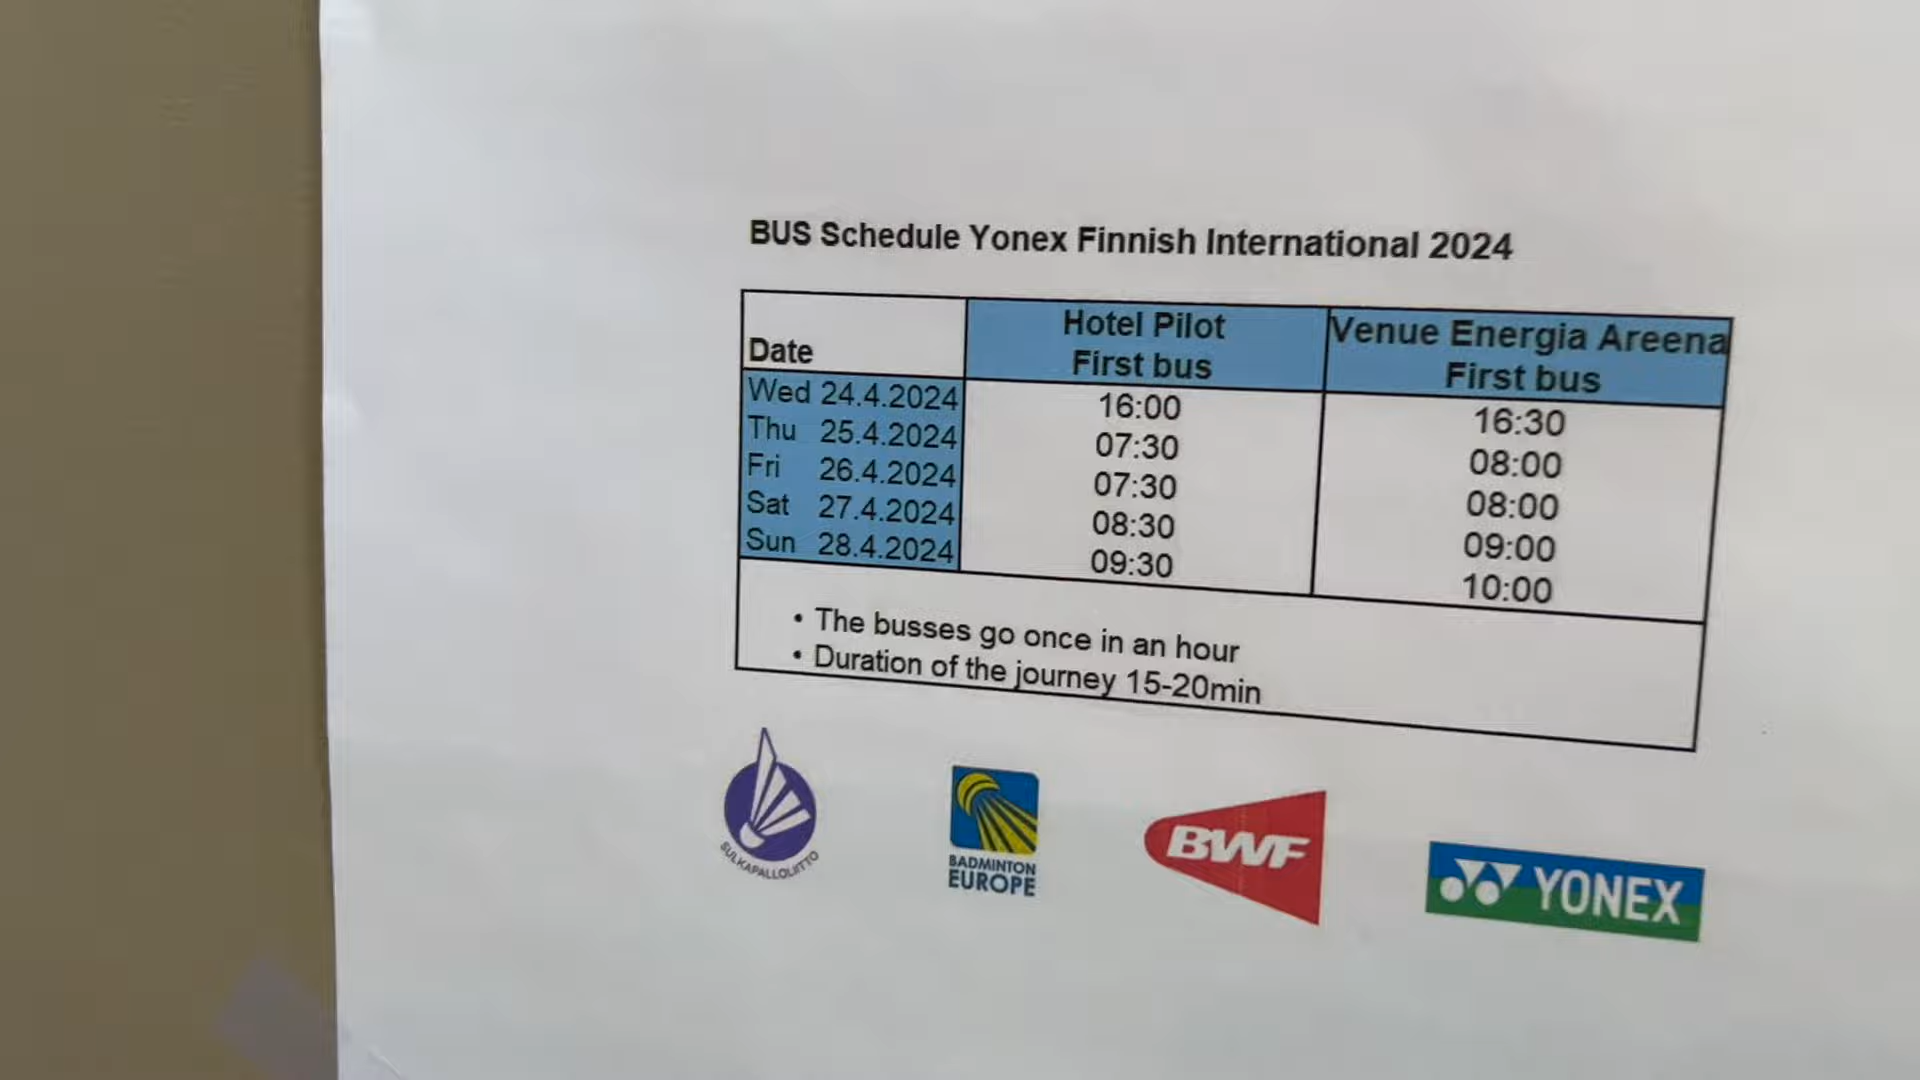 BUS Schedule Yonex Finnish International 2024
Date Hotel Pilot First bus Venue Energia Areena First bus
Wed 24.4.2024 16:00 16:30
Thu 25.4.2024 07:30 08:00
Fri 26.4.2024 07:30 08:00
Sat 27.4.2024 08:30 09:00
Sun 28.4.2024 09:30 10:00
• The busses go once in an hour
• Duration of the journey 15-20min
SULKAPALLOLIITTO
BADMINTON
EUROPE
BWF
YONEX